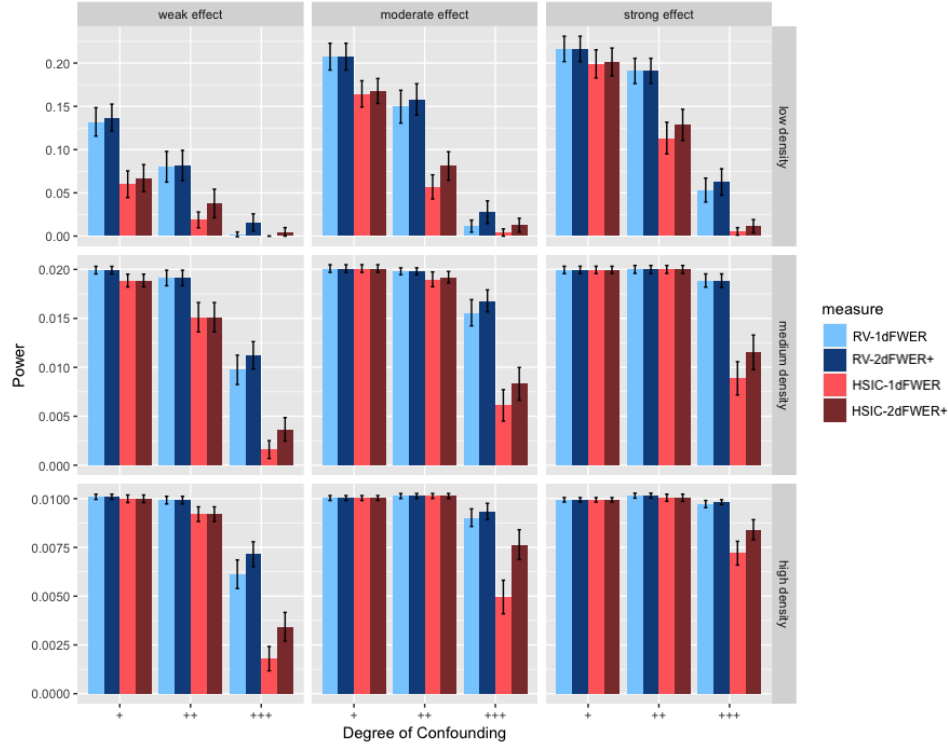 weak effect moderate effect strong effect
0.20
0.15
0.10
0.05
0.00
low density
0.020
0.015
0.010
0.005
0.000
medium density
0.0100
0.0075
0.0050
0.0025
0.0000
high density
Power
+ ++ +++ + ++ +++ + ++ +++
Degree of Confounding
measure
RV-1dFWER
RV-2dFWER+
HSIC-1dFWER
HSIC-2dFWER+